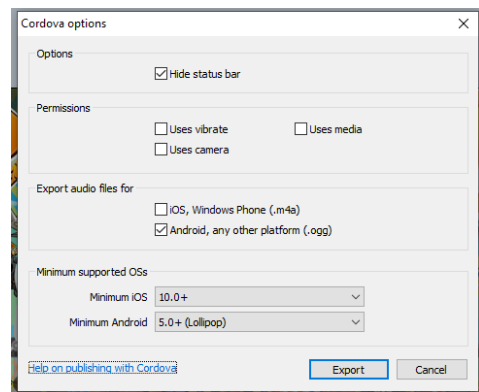 Cordova options
Options
Hide status bar
Permissions
Uses vibrate Uses media
Uses camera
Export audio files for
iOS, Windows Phone (.m4a)
Android, any other platform (.ogg)
Minimum supported OSs
Minimum iOS 10.0+
Minimum Android 5.0+ (Lollipop)
Help on publishing with Cordova Export Cancel